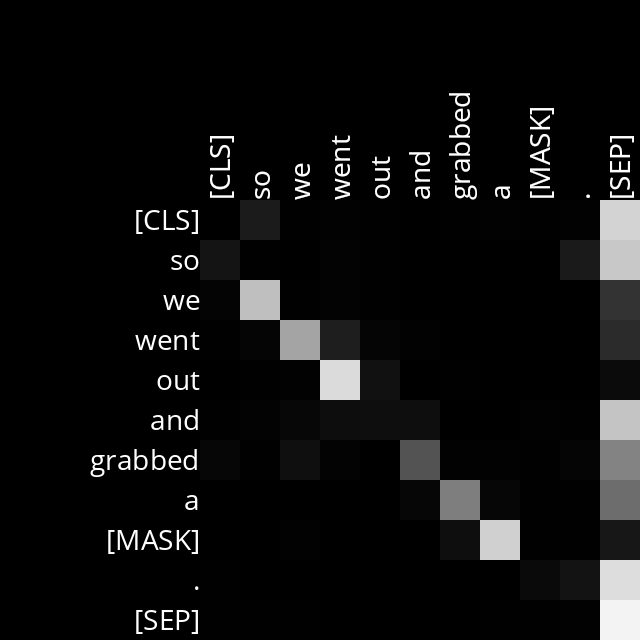 [CLS] so we went out and grabbed a [MASK] . [SEP]
[CLS]
so
we
went
out
and
grabbed
a
[MASK]
.
[SEP]